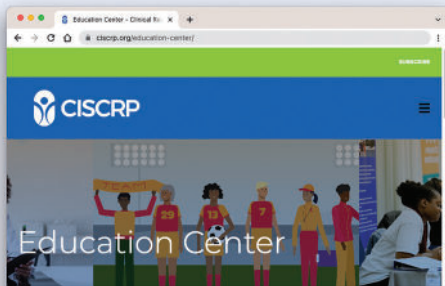 Education Center - Clinical Re
ciscrp.org/education-center/
SUBSCRIBE
CISCRP
TEAM
29
13
7
Education Center